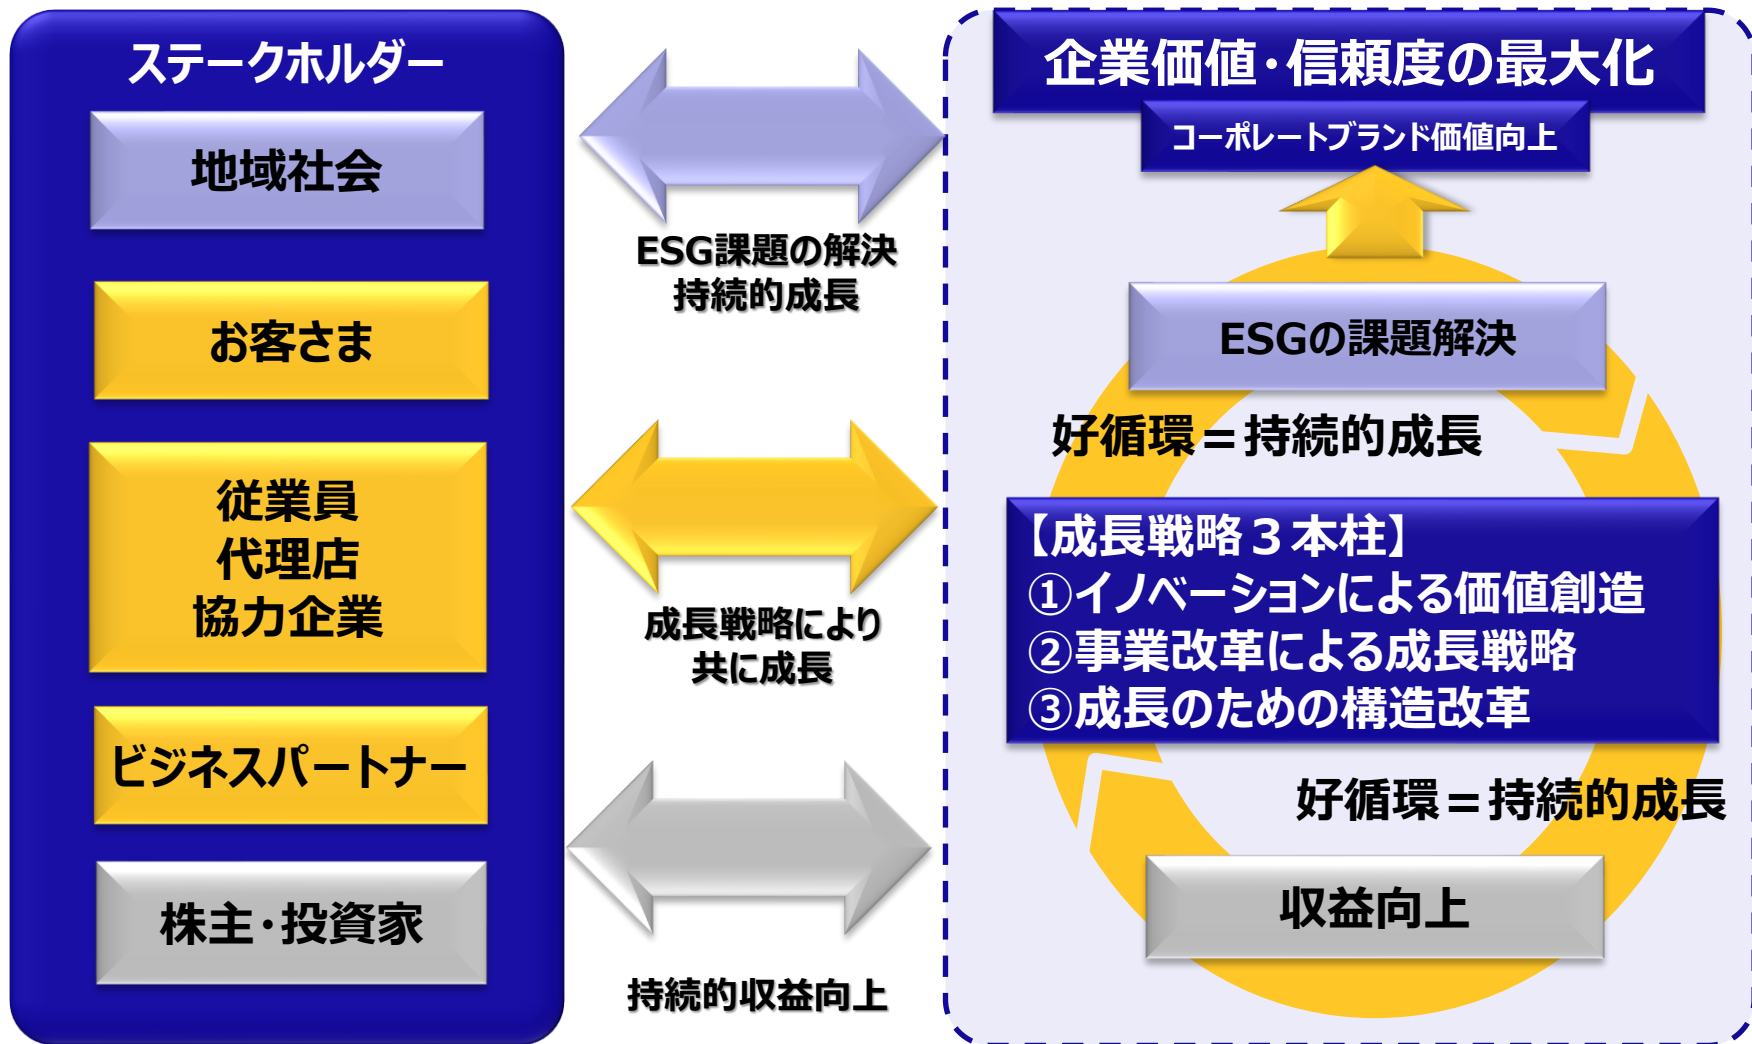 ステークホルダー
地域社会
お客さま
従業員
代理店
協力企業
ビジネスパートナー
株主・投資家
ESG課題の解決
持続的成長
成長戦略により
共に成長
持続的収益向上
企業価値・信頼度の最大化
コーポレートブランド価値向上
ESGの課題解決
好循環＝持続的成長
【成長戦略３本柱】
①イノベーションによる価値創造
②事業改革による成長戦略
③成長のための構造改革
好循環＝持続的成長
収益向上